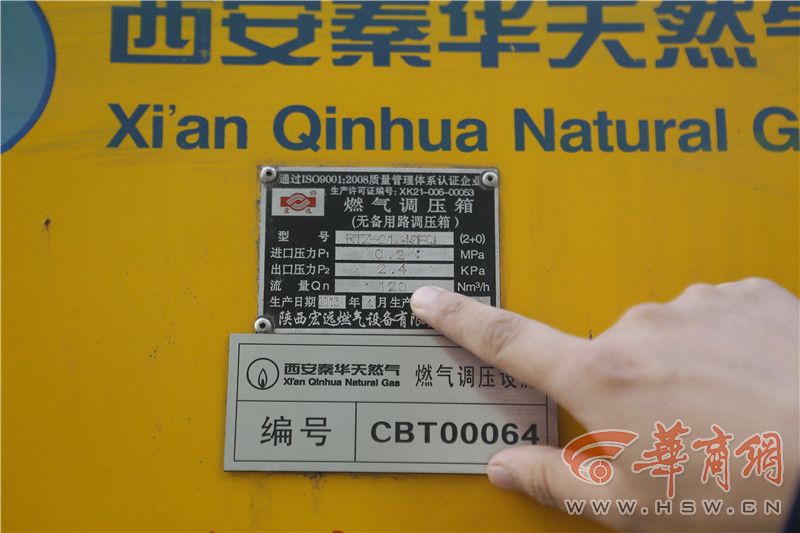 西安秦华天然气
Xi'an Qinhua Natural G
通过ISO9001:2008质量管理体系认证企业
生产许可证编号: XK21-006-00053
宏远
燃气调压箱
(无备用路调压箱)
型 号 (2+0)
进口压力P1 0.2 MPa
出口压力P2 2.4 KPa
流 量Qn 120 Nm³/h
生产日期 年 月生产
陕西宏远燃气设备有限
西安秦华天然气
Xi'an Qinhua Natural Gas
燃气调压设
编号
CBT00064
華商網
WWW.HSW.CN